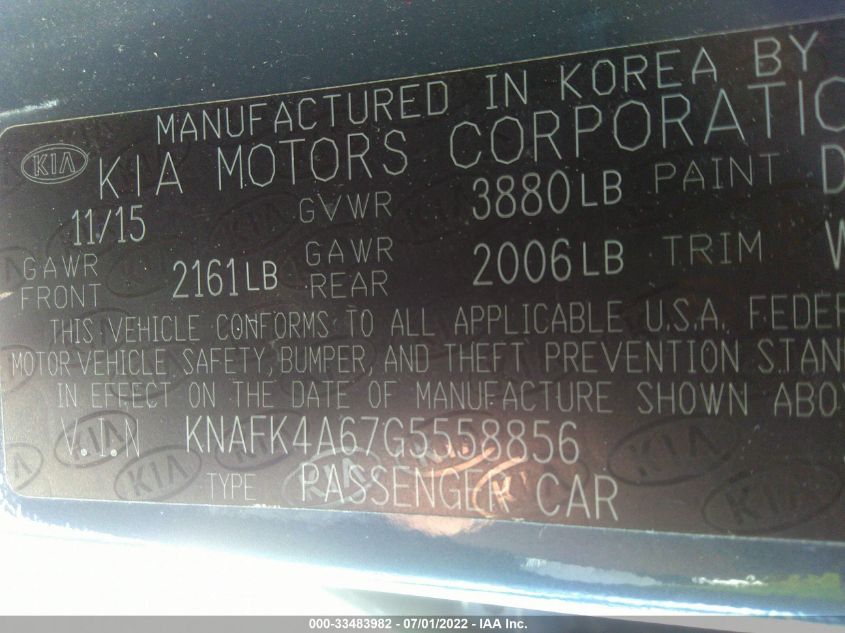 MANUFACTURED IN KOREA BY
KIA KIA MOTORS CORPORATIO
11/15 GVWR 3880LB PAINT D
GAWR FRONT 2161LB GAWR REAR 2006LB TRIM W
THIS VEHICLE CONFORMS TO ALL APPLICABLE U.S.A. FEDER
MOTOR VEHICLE SAFETY, BUMPER, AND THEFT PREVENTION STAN
IN EFFECT ON THE DATE OF MANUFACTURE SHOWN ABO
V.I.N KNAFK4A67G5558856
TYPE PASSENGER CAR
000-33483982 / 07/01/2022 - IAA Inc.